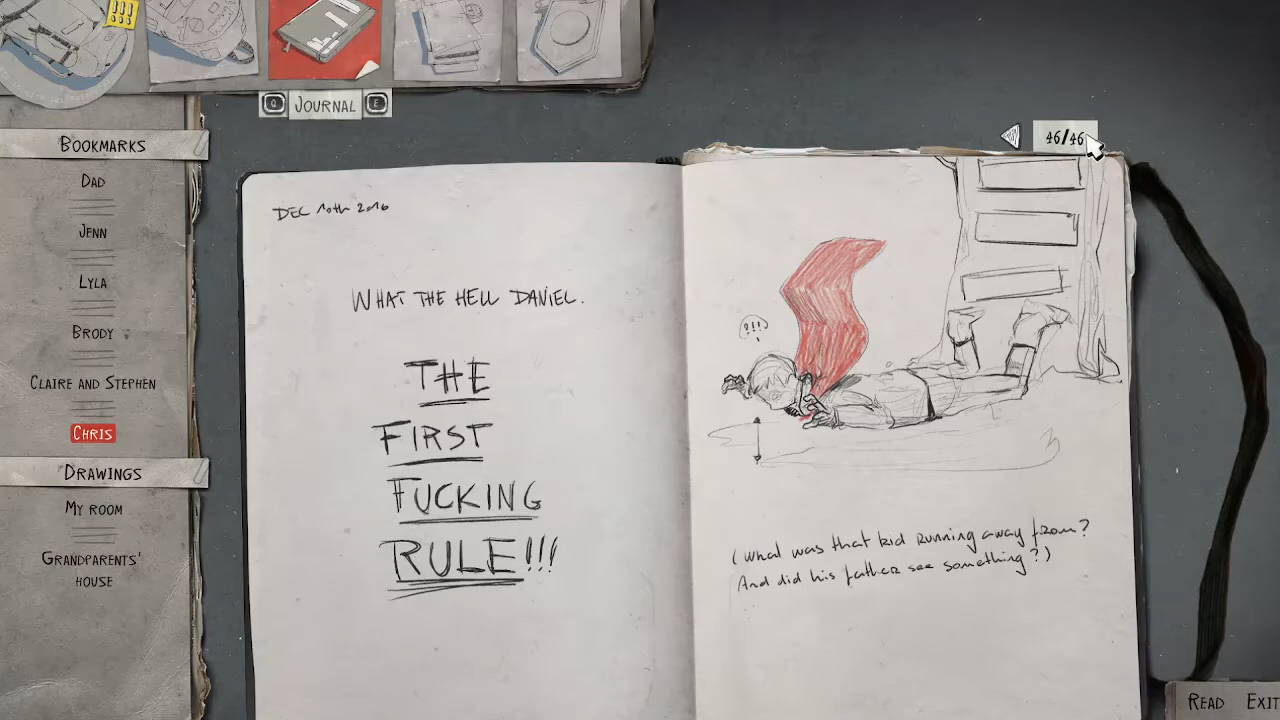 !!!
Q JOURNAL E
46/46
BOOKMARKS
DAD
JENN
LYLA
BRODY
CLAIRE AND STEPHEN
CHRIS
DRAWINGS
MY ROOM
GRANDPARENTS'
HOUSE
DEC 10th 2016
WHAT THE HELL DANIEL.
THE
FIRST
FUCKING
RULE!!!
?!!)
(What was that kid running away from?
And did his father see something?)
READ EXIT